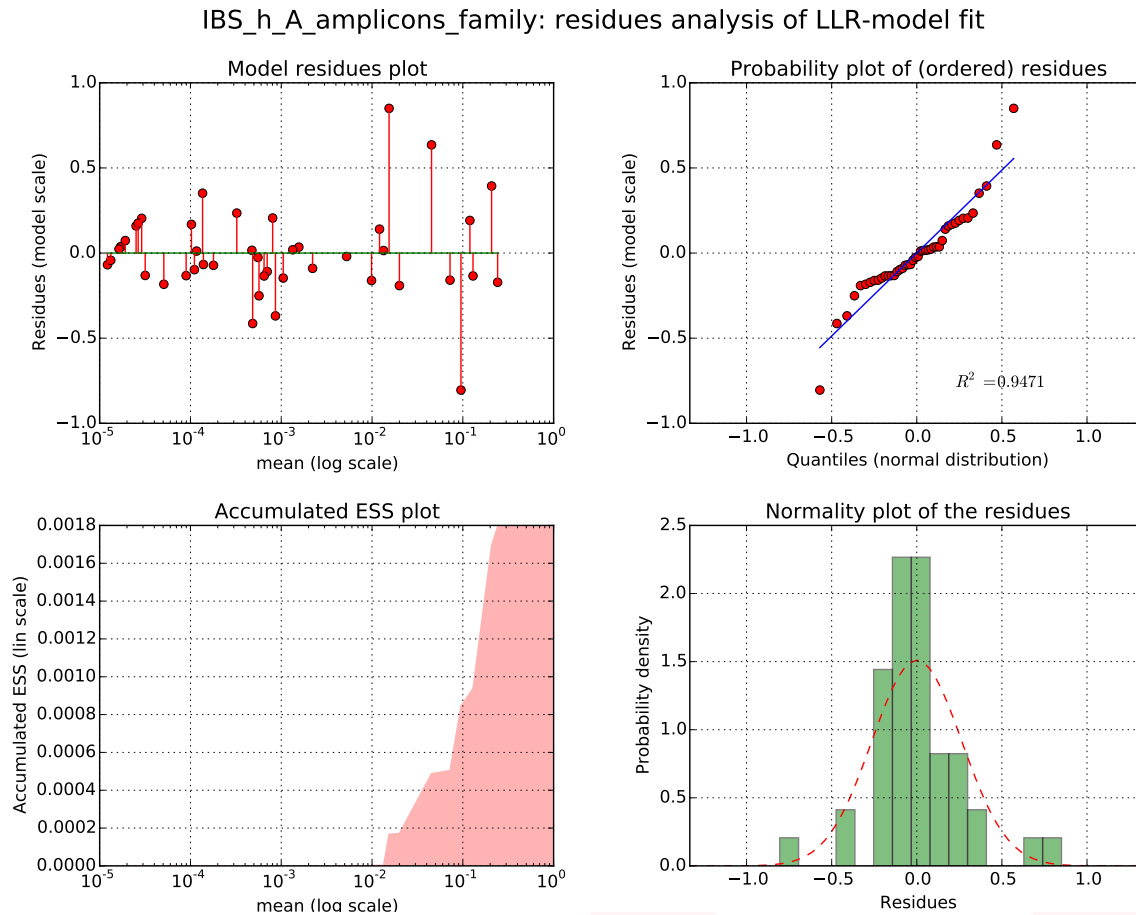 IBS_h_A_amplicons_family: residues analysis of LLR-model fit
Model residues plot
Residues (model scale)
1.0
0.5
0.0
−0.5
−1.0
10^-5 10^-4 10^-3 10^-2 10^-1 10^0
mean (log scale)
Probability plot of (ordered) residues
Residues (model scale)
1.0
0.5
0.0
−0.5
−1.0
R^2 =0.9471
−1.0 −0.5 0.0 0.5 1.0
Quantiles (normal distribution)
Accumulated ESS plot
Accumulated ESS (lin scale)
0.0018
0.0016
0.0014
0.0012
0.0010
0.0008
0.0006
0.0004
0.0002
0.0000
10^-5 10^-4 10^-3 10^-2 10^-1 10^0
mean (log scale)
Normality plot of the residues
Probability density
2.5
2.0
1.5
1.0
0.5
0.0
−1.0 −0.5 0.0 0.5 1.0
Residues